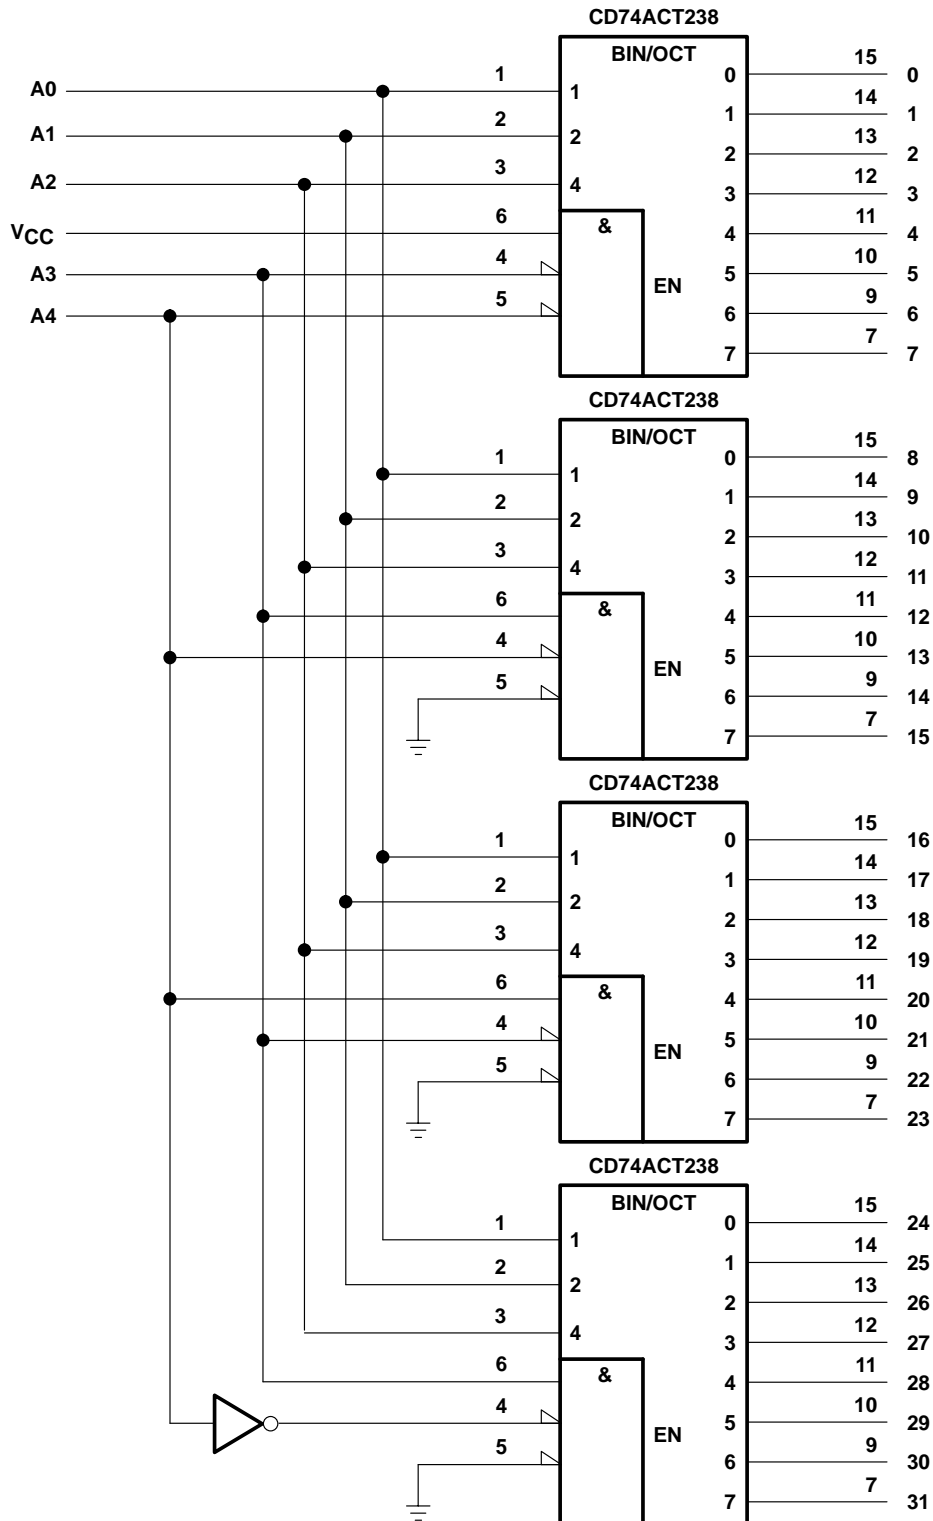 CD74ACT238
BIN/OCT
A0 1 1 0 15 0
A1 2 2 1 14 1
A2 3 4 2 13 2
VCC 6 & 3 12 3
A3 4 EN 4 11 4
A4 5 5 10 5
6 9 6
7 7 7
CD74ACT238
BIN/OCT
1 1 0 15 8
2 2 1 14 9
3 4 2 13 10
6 & 3 12 11
4 EN 4 11 12
5 5 10 13
6 9 14
7 7 15
CD74ACT238
BIN/OCT
1 1 0 15 16
2 2 1 14 17
3 4 2 13 18
6 & 3 12 19
4 EN 4 11 20
5 5 10 21
6 9 22
7 7 23
CD74ACT238
BIN/OCT
1 1 0 15 24
2 2 1 14 25
3 4 2 13 26
6 & 3 12 27
4 EN 4 11 28
5 5 10 29
6 9 30
7 7 31